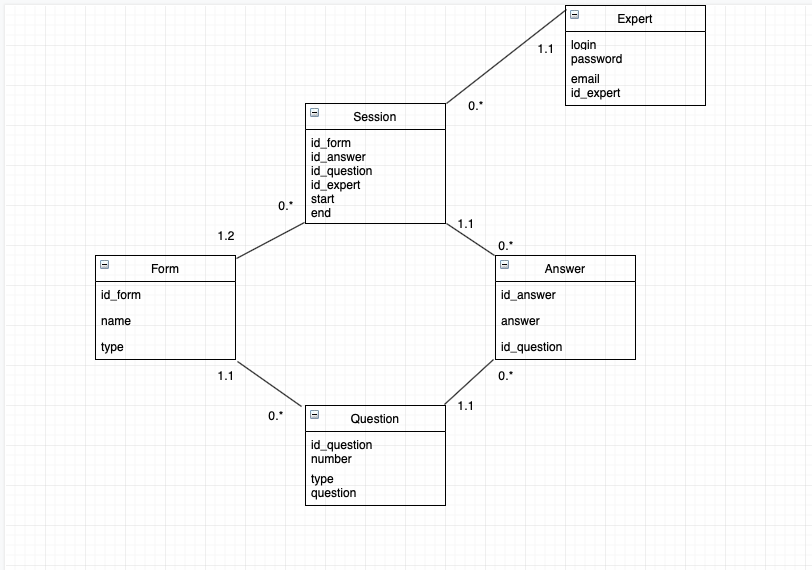 Expert
login
password
email
id_expert
1.1
0.*
Session
id_form
id_answer
id_question
id_expert
start
end
0.*
1.2
1.1
0.*
Form
id_form
name
type
Answer
id_answer
answer
id_question
1.1
0.*
0.*
1.1
Question
id_question
number
type
question